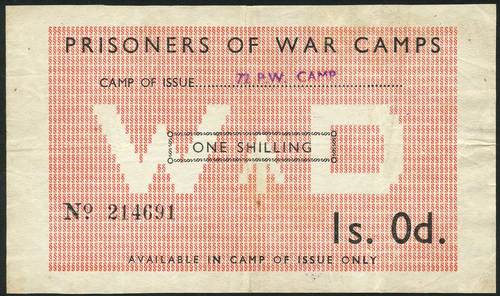 PRISONERS OF WAR CAMPS
CAMP OF ISSUE..........72 P.W. CAMP..........
W↑D
ONE SHILLING
Nº 214691
1s. 0d.
AVAILABLE IN CAMP OF ISSUE ONLY